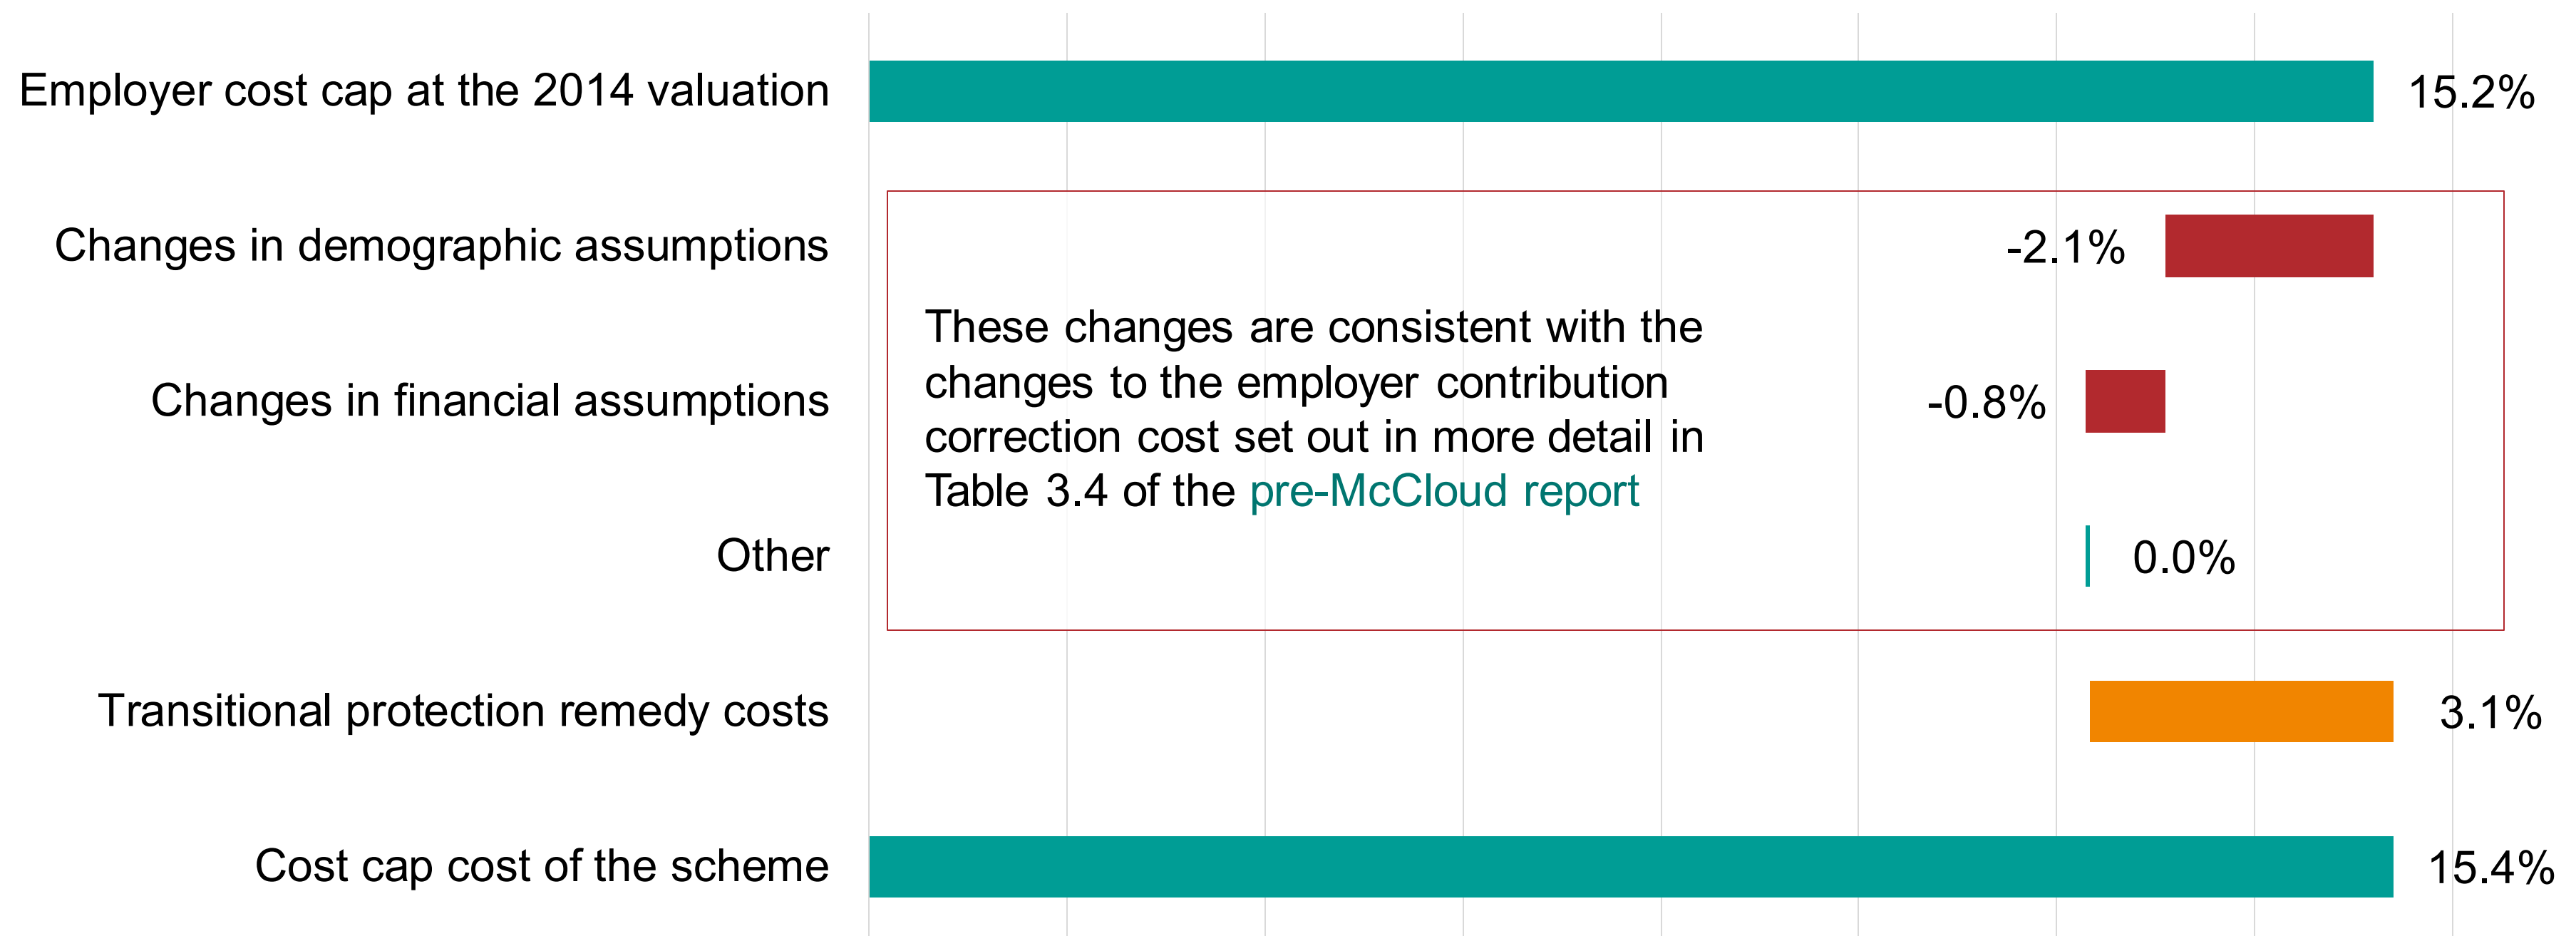 Employer cost cap at the 2014 valuation
15.2%
Changes in demographic assumptions
-2.1%
These changes are consistent with the
changes to the employer contribution
correction cost set out in more detail in
Table 3.4 of the pre-McCloud report
Changes in financial assumptions
-0.8%
Other
0.0%
Transitional protection remedy costs
3.1%
Cost cap cost of the scheme
15.4%